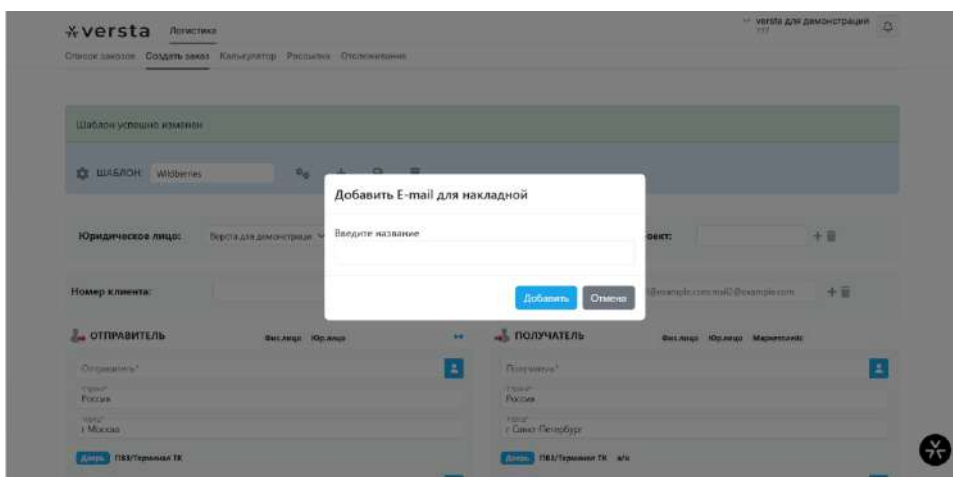 versta Логистика
versta для демонстраций
Список заказов Создать заказ Калькулятор Рассылки Отслеживание
Шаблон успешно изменен
ШАБЛОН: Wildberries
Добавить E-mail для накладной
Юридическое лицо: Верста для демонстраци
Введите название
Номер клиента:
Добавить Отмена
ОТПРАВИТЕЛЬ Физ.лицо Юр.лицо
ПОЛУЧАТЕЛЬ Физ.лицо Юр.лицо Маркетплейс
Отправитель*
Получатель*
Страна*
Россия
Страна*
Россия
Город*
г Москва
Город*
г Санкт-Петербург
Дверь ПВЗ/Терминал ТК
Дверь ПВЗ/Терминал ТК а/я